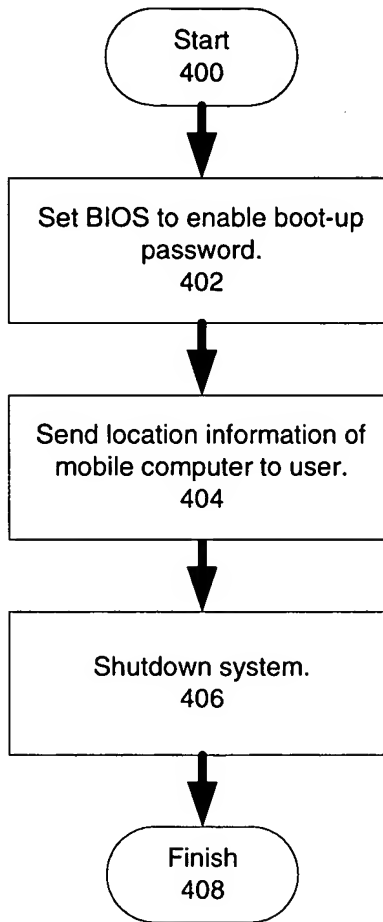 Start
400
Set BIOS to enable boot-up
password.
402
Send location information of
mobile computer to user.
404
Shutdown system.
406
Finish
408